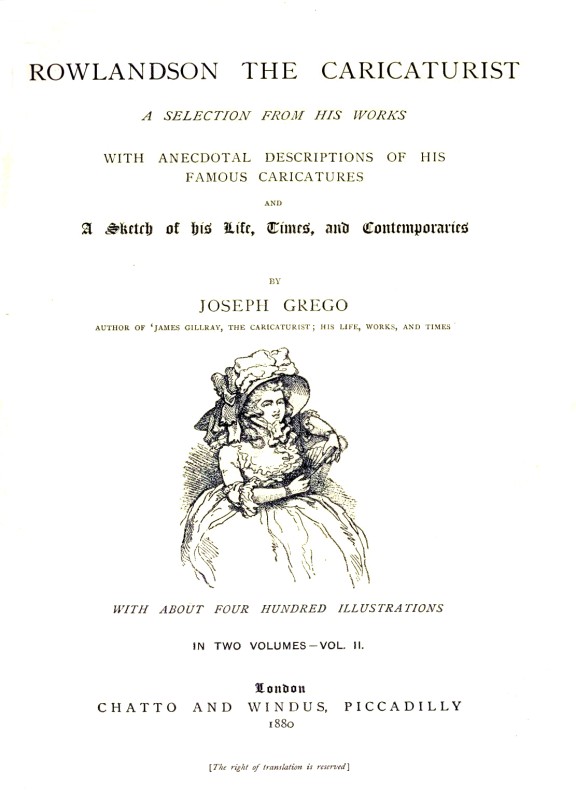 ROWLANDSON THE CARICATURIST
A SELECTION FROM HIS WORKS
WITH ANECDOTAL DESCRIPTIONS OF HIS
FAMOUS CARICATURES
AND
A Sketch of his Life, Times, and Contemporaries
BY
JOSEPH GREGO
AUTHOR OF 'JAMES GILLRAY, THE CARICATURIST; HIS LIFE, WORKS, AND TIMES
WITH ABOUT FOUR HUNDRED ILLUSTRATIONS
IN TWO VOLUMES—VOL. II.
London
CHATTO AND WINDUS, PICCADILLY
1880
[The right of translation is reserved]